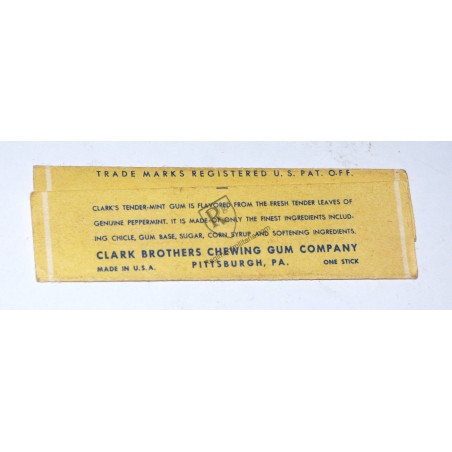 TRADE MARKS REGISTERED U.S. PAT. OFF.
CLARK'S TENDER-MINT GUM IS FLAVORED FROM THE FRESH TENDER LEAVES OF
GENUINE PEPPERMINT. IT IS MADE OF ONLY THE FINEST INGREDIENTS INCLUD-
ING CHICLE, GUM BASE, SUGAR, CORN SYRUP AND SOFTENING INGREDIENTS.
CLARK BROTHERS CHEWING GUM COMPANY
MADE IN U.S.A. PITTSBURGH, PA. ONE STICK